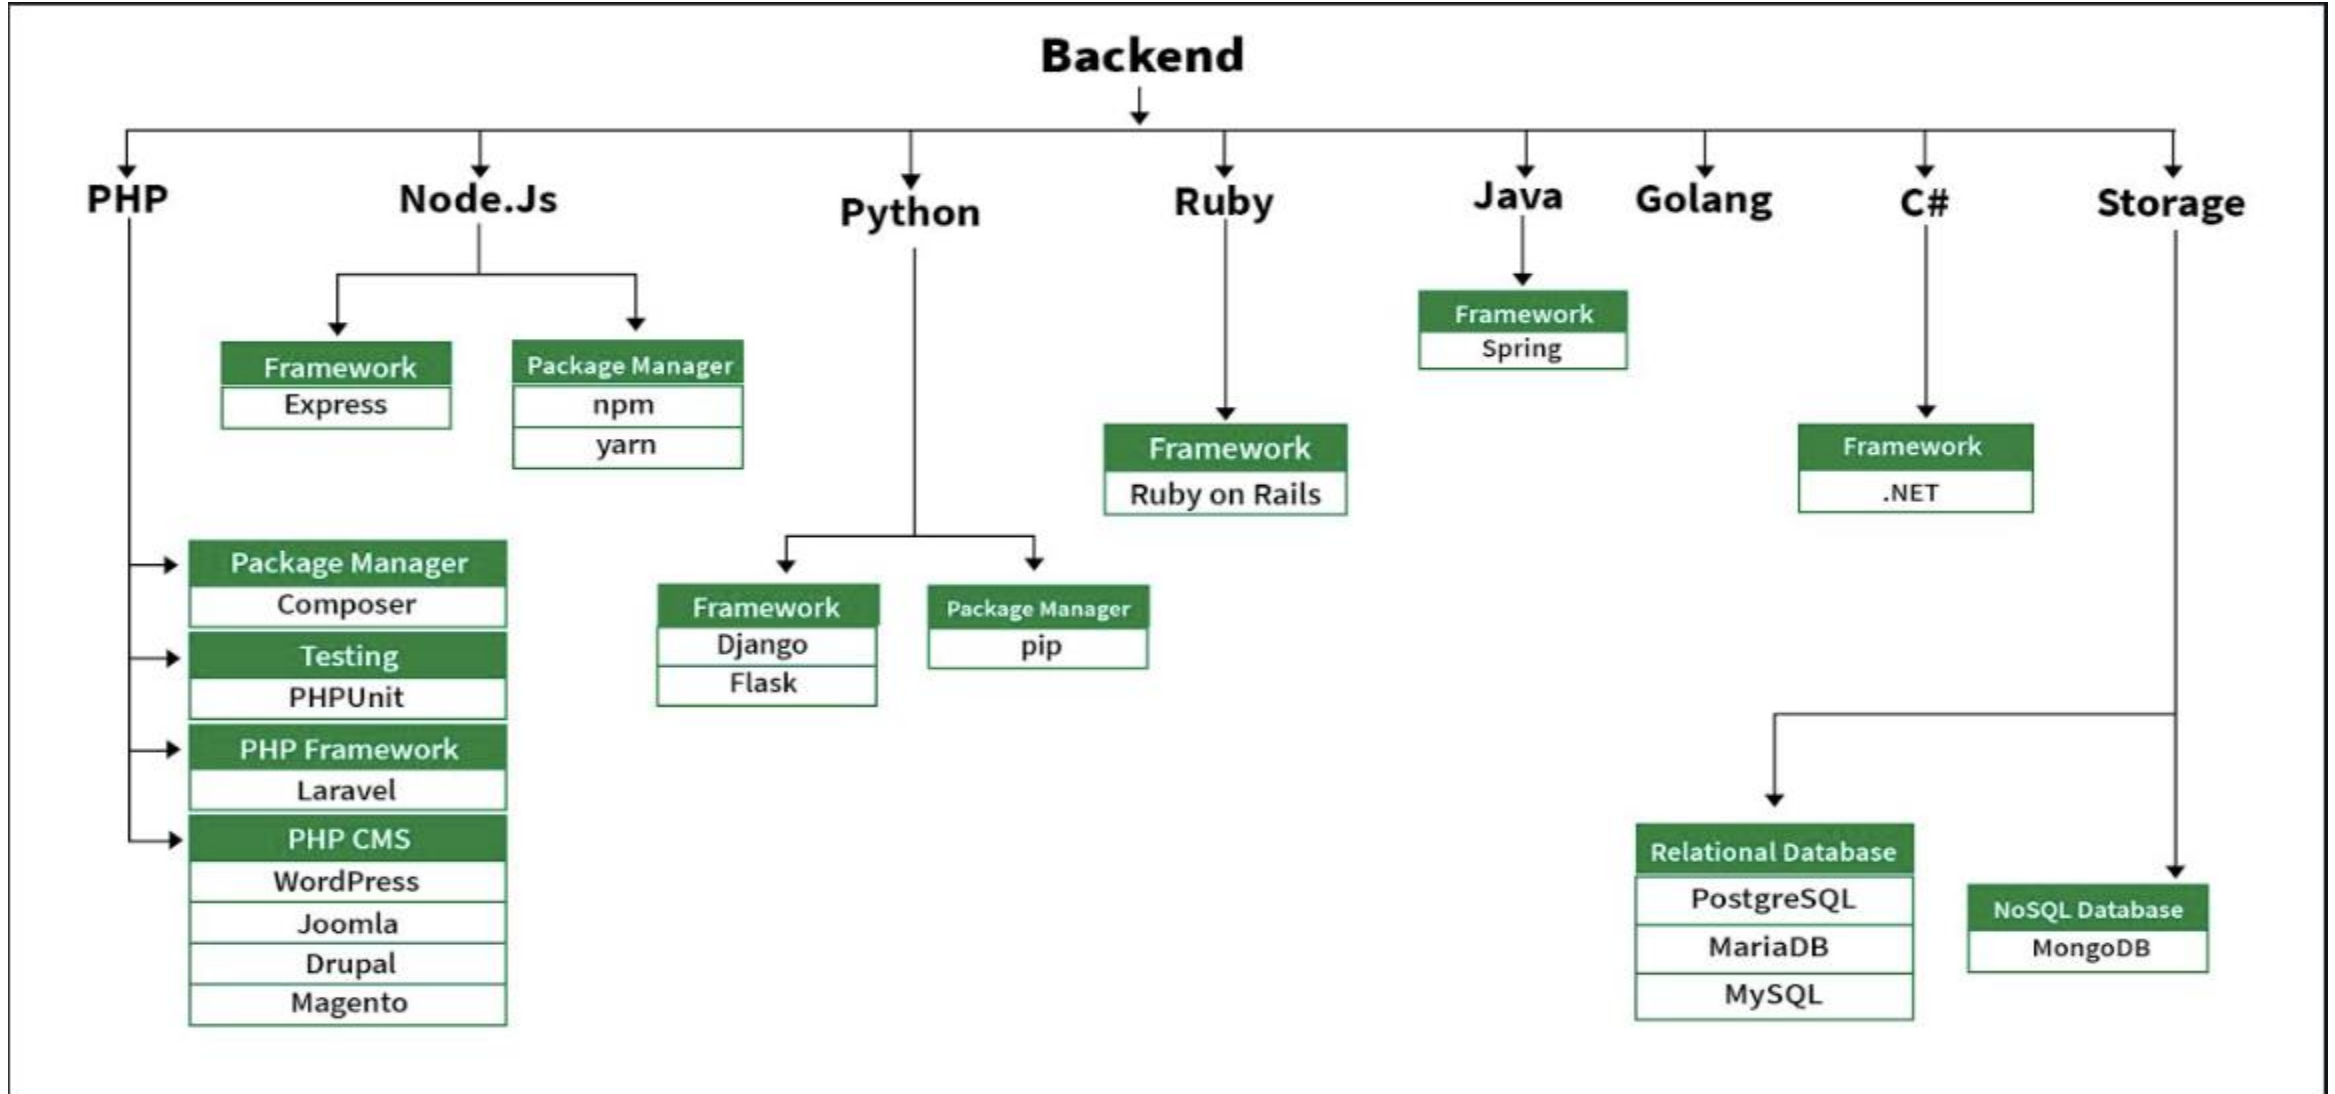 Backend
PHP
Node.Js
Python
Ruby
Java
Golang
C#
Storage
Framework
Express
Package Manager
npm
yarn
Package Manager
Composer
Testing
PHPUnit
PHP Framework
Laravel
PHP CMS
WordPress
Joomla
Drupal
Magento
Framework
Django
Flask
Package Manager
pip
Framework
Ruby on Rails
Framework
Spring
Framework
.NET
Relational Database
PostgreSQL
MariaDB
MySQL
NoSQL Database
MongoDB